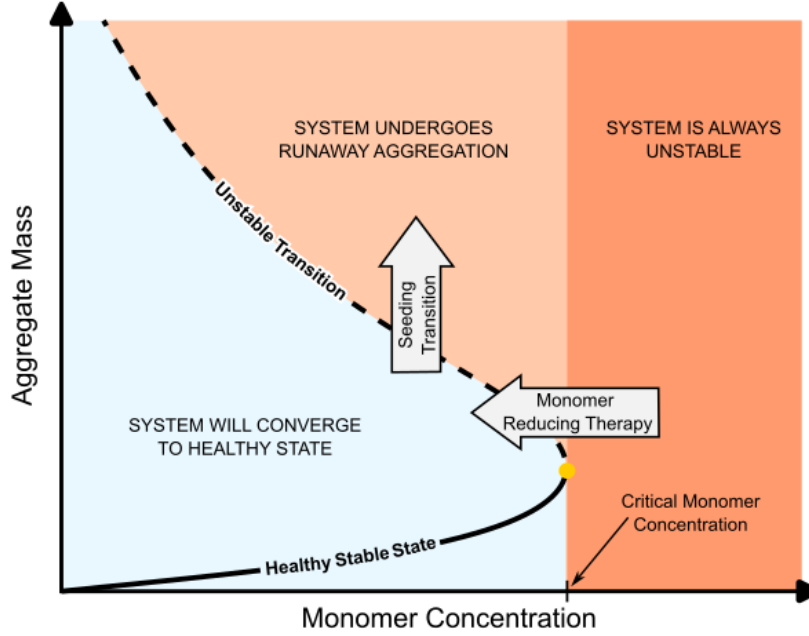 SYSTEM UNDERGOES
RUNAWAY AGGREGATION
SYSTEM IS ALWAYS
UNSTABLE
Unstable Transition
Seeding
Transition
Aggregate Mass
Monomer
Reducing Therapy
SYSTEM WILL CONVERGE
TO HEALTHY STATE
Critical Monomer
Concentration
Healthy Stable State
Monomer Concentration